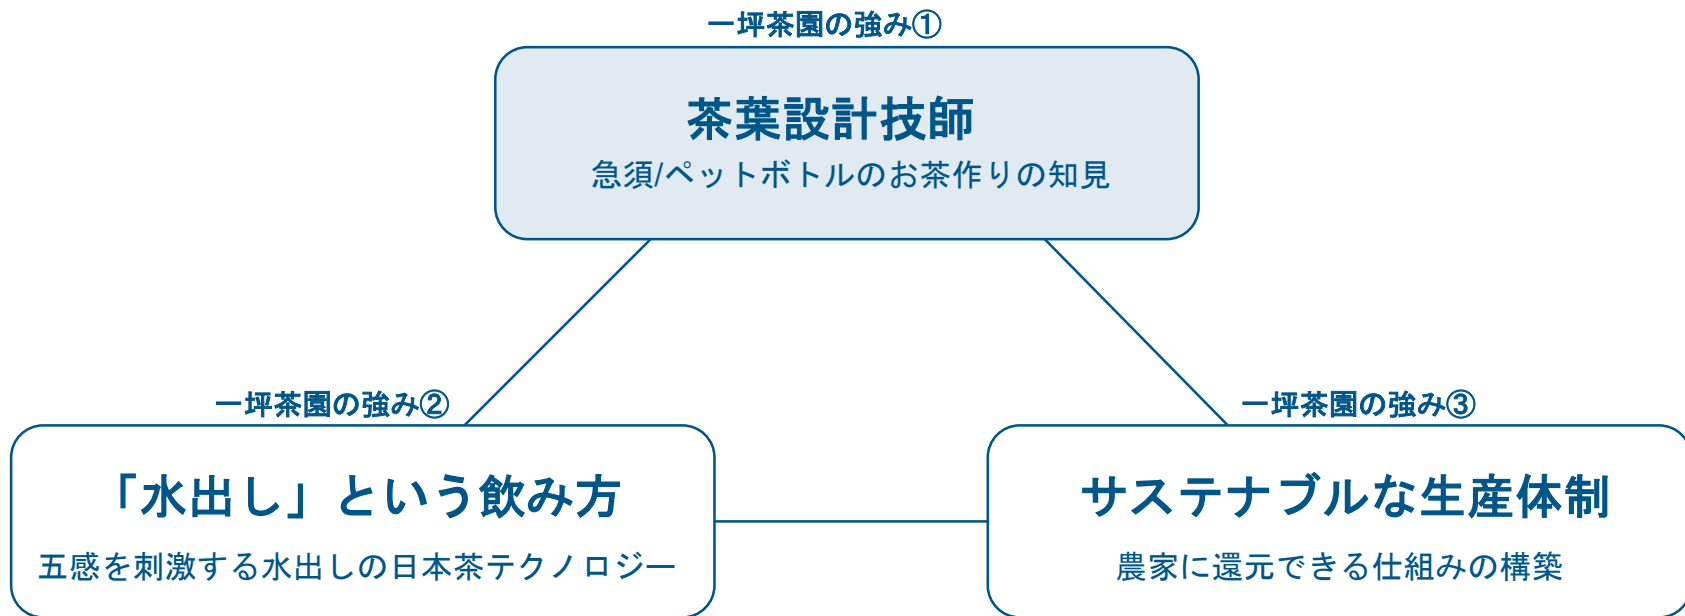 一坪茶園の強み①
茶葉設計技師
急須/ペットボトルのお茶作りの知見
一坪茶園の強み②
「水出し」という飲み方
五感を刺激する水出しの日本茶テクノロジー
一坪茶園の強み③
サステナブルな生産体制
農家に還元できる仕組みの構築